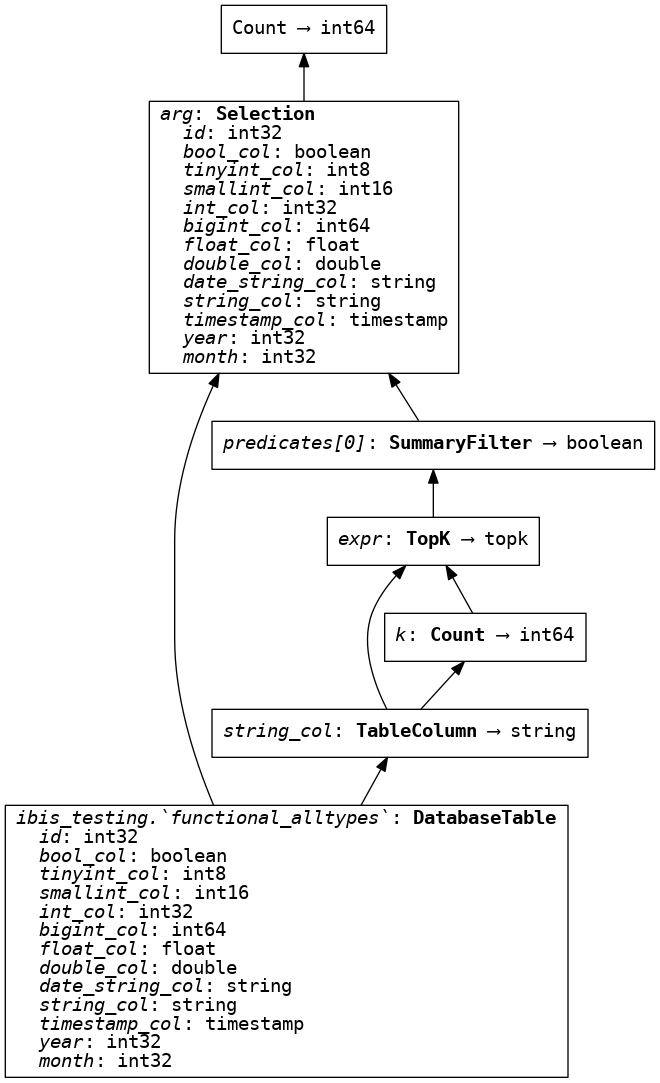 Count → int64
arg: Selection
id: int32
bool_col: boolean
tinyint_col: int8
smallint_col: int16
int_col: int32
bigint_col: int64
float_col: float
double_col: double
date_string_col: string
string_col: string
timestamp_col: timestamp
year: int32
month: int32
predicates[0]: SummaryFilter → boolean
expr: TopK → topk
k: Count → int64
string_col: TableColumn → string
ibis_testing.`functional_alltypes`: DatabaseTable
id: int32
bool_col: boolean
tinyint_col: int8
smallint_col: int16
int_col: int32
bigint_col: int64
float_col: float
double_col: double
date_string_col: string
string_col: string
timestamp_col: timestamp
year: int32
month: int32